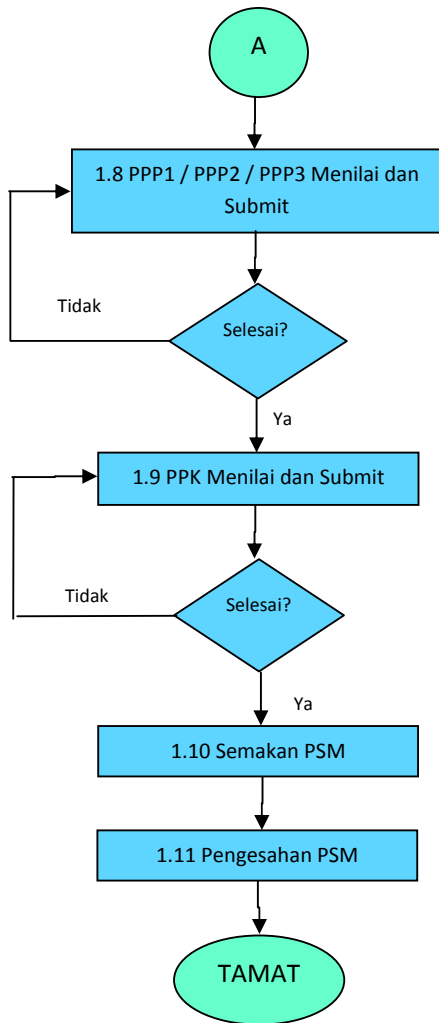 A
1.8 PPP1 / PPP2 / PPP3 Menilai dan
Submit
Tidak
Selesai?
Ya
1.9 PPK Menilai dan Submit
Tidak
Selesai?
Ya
1.10 Semakan PSM
1.11 Pengesahan PSM
TAMAT